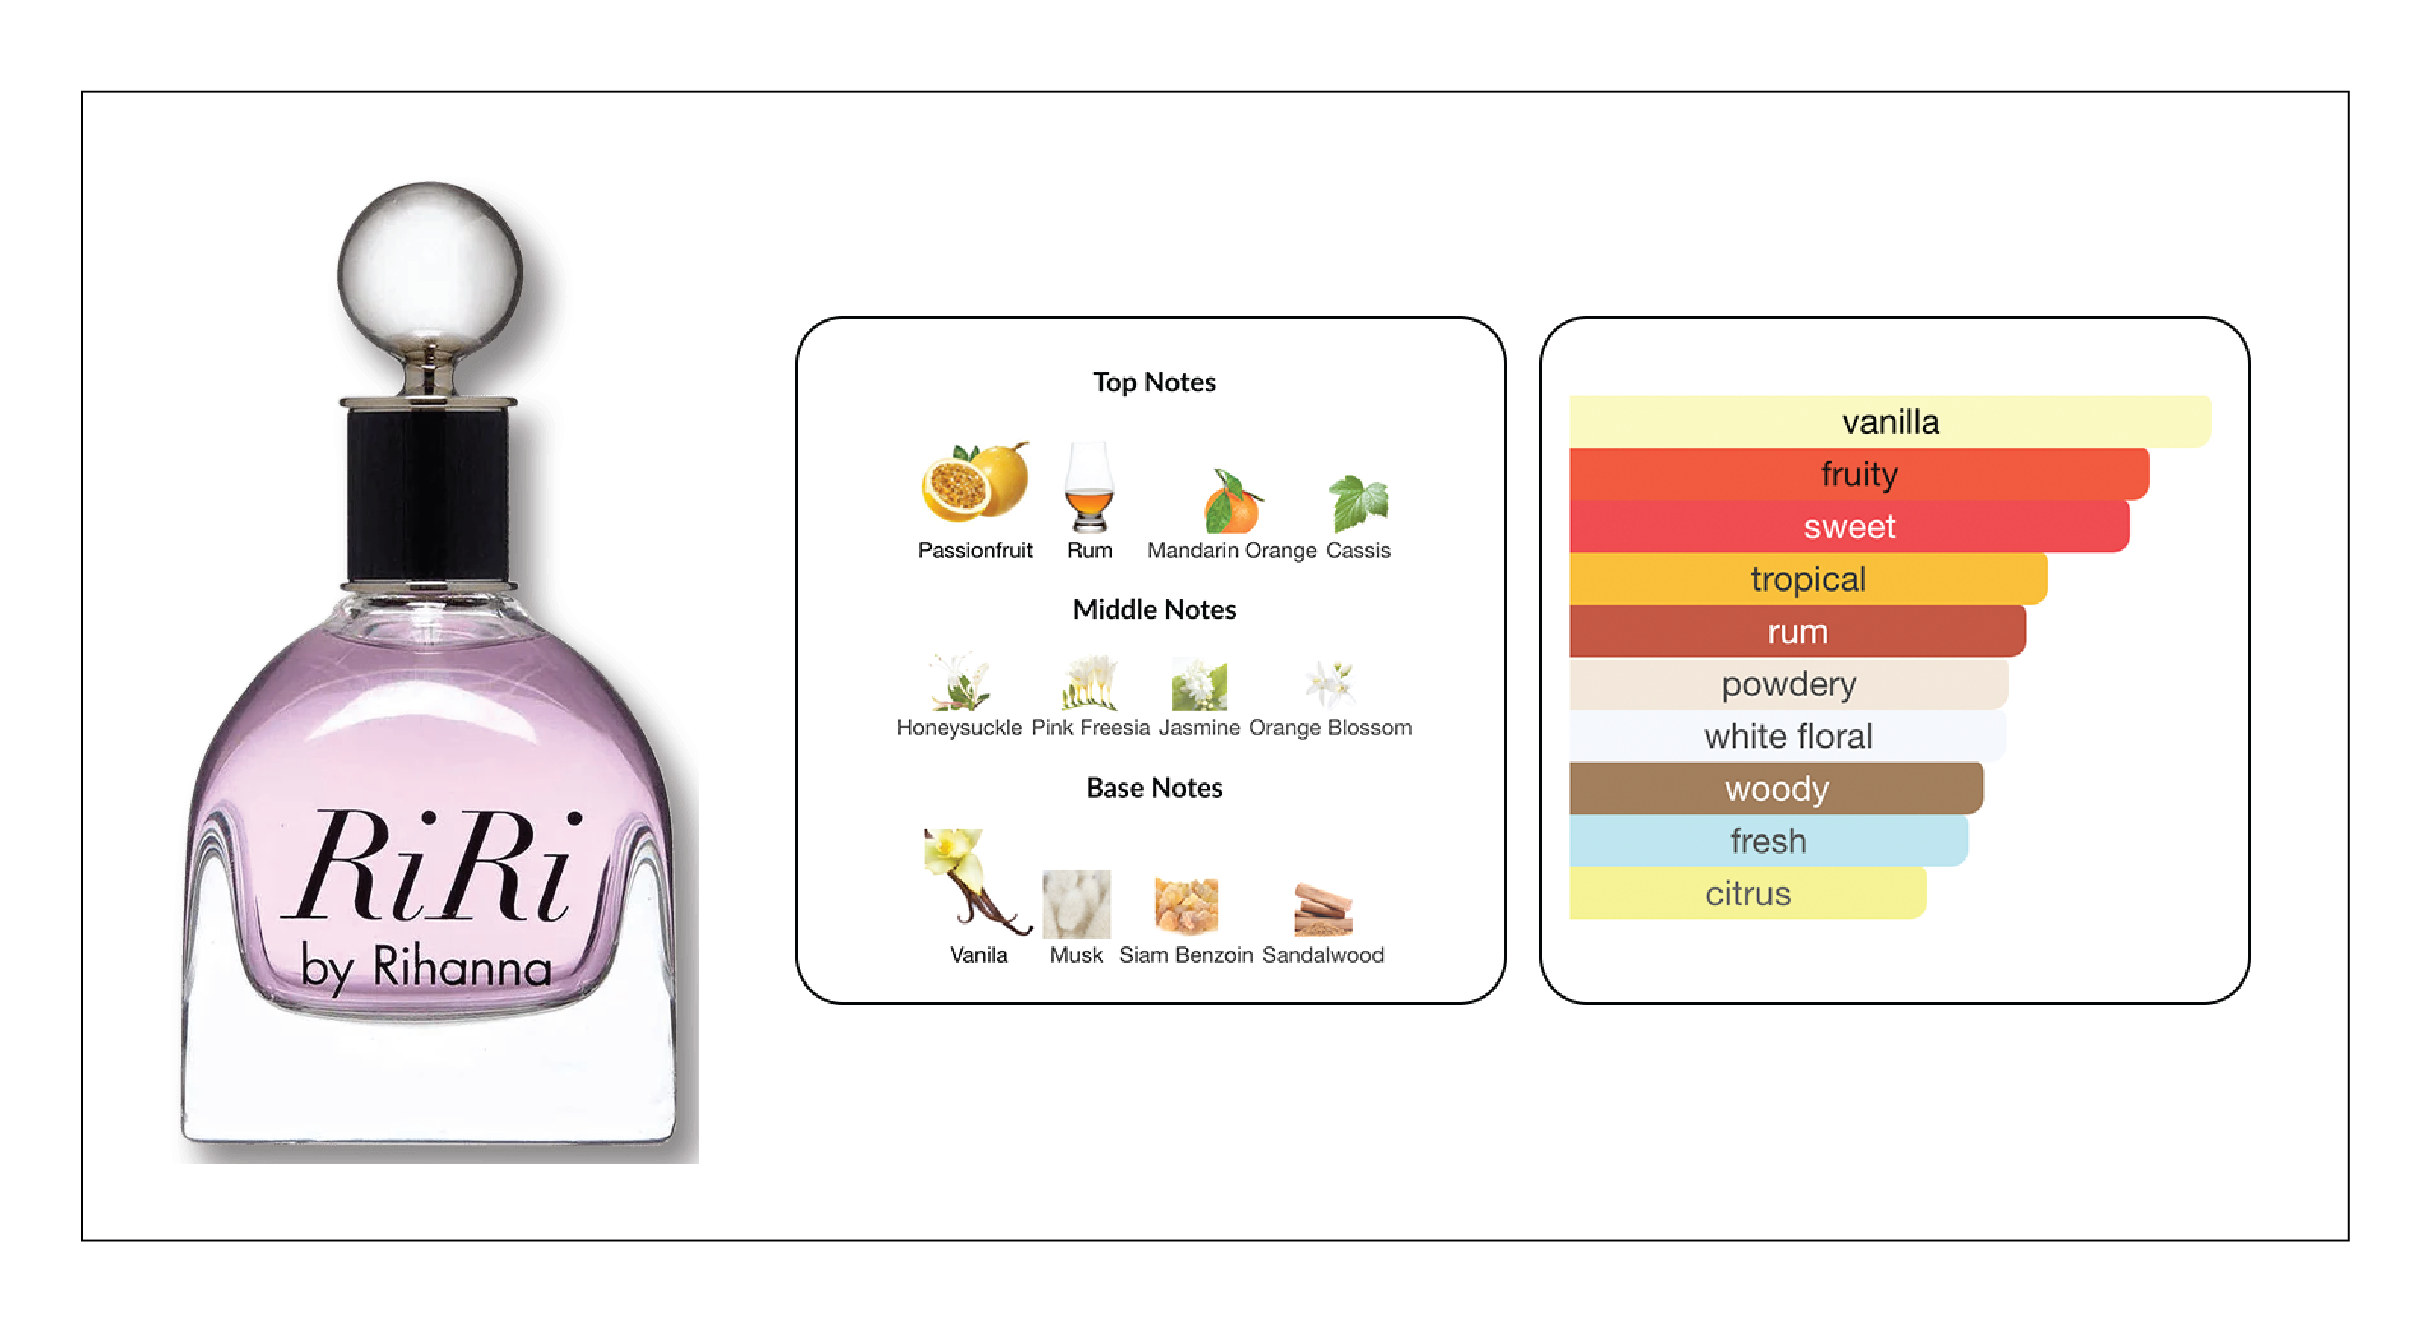 RiRi
by Rihanna
Top Notes
Passionfruit Rum Mandarin Orange Cassis
Middle Notes
Honeysuckle Pink Freesia Jasmine Orange Blossom
Base Notes
Vanila Musk Siam Benzoin Sandalwood
vanilla
fruity
sweet
tropical
rum
powdery
white floral
woody
fresh
citrus